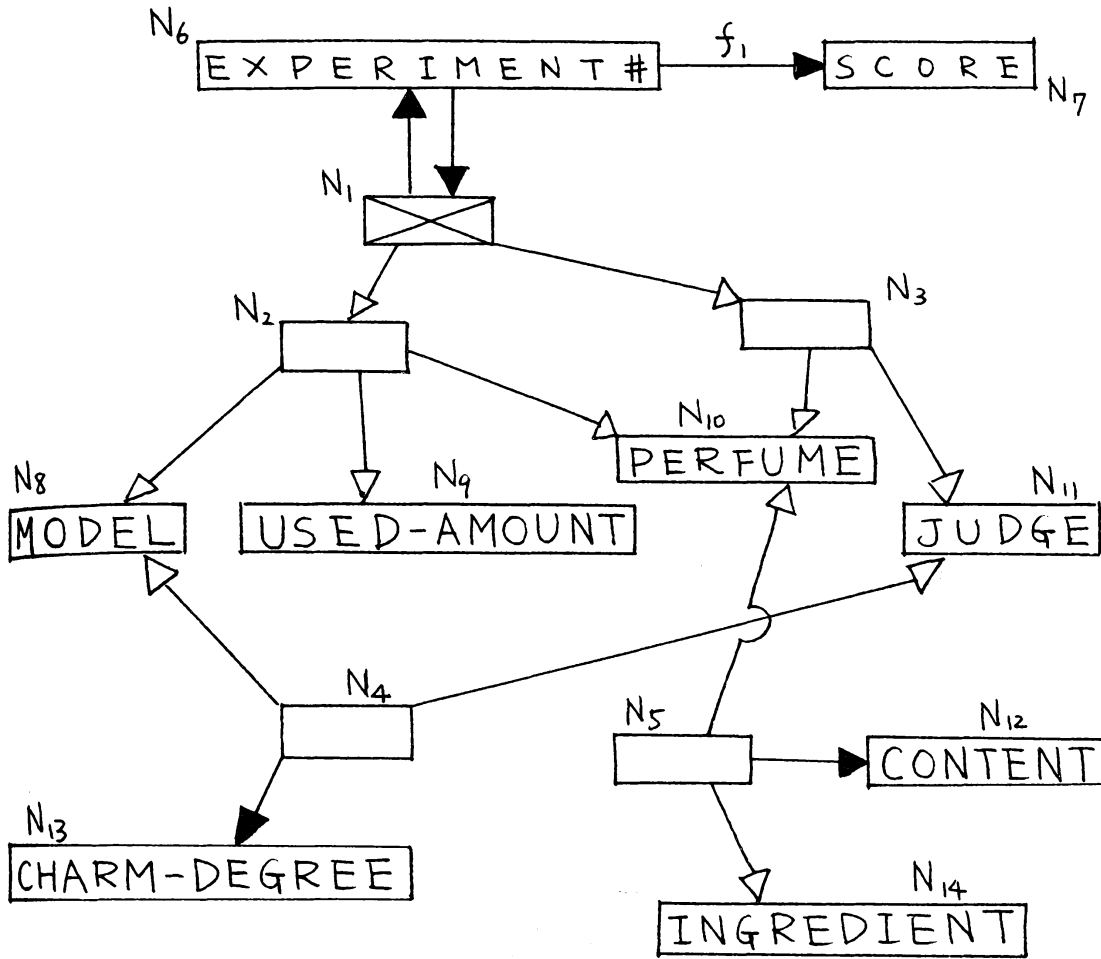 N6
EXPERIMENT# f1 SCORE
N7
N1
N2 N3
N10
N8 N9 PERFUME N11
MODEL USED-AMOUNT JUDGE
N4 N5 N12
CONTENT
N13
CHARM-DEGREE
N14
INGREDIENT